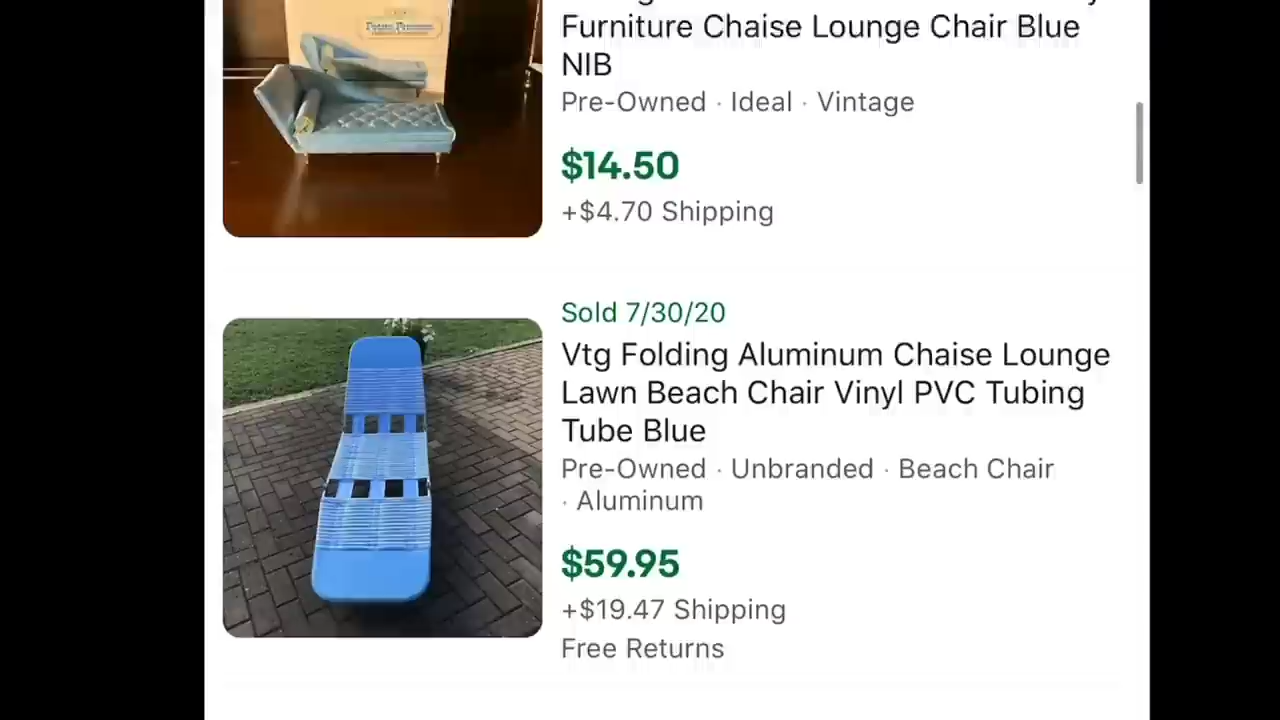 Furniture Chaise Lounge Chair Blue
NIB
Pre-Owned · Ideal · Vintage
$14.50
+$4.70 Shipping
Sold 7/30/20
Vtg Folding Aluminum Chaise Lounge
Lawn Beach Chair Vinyl PVC Tubing
Tube Blue
Pre-Owned · Unbranded · Beach Chair
· Aluminum
$59.95
+$19.47 Shipping
Free Returns